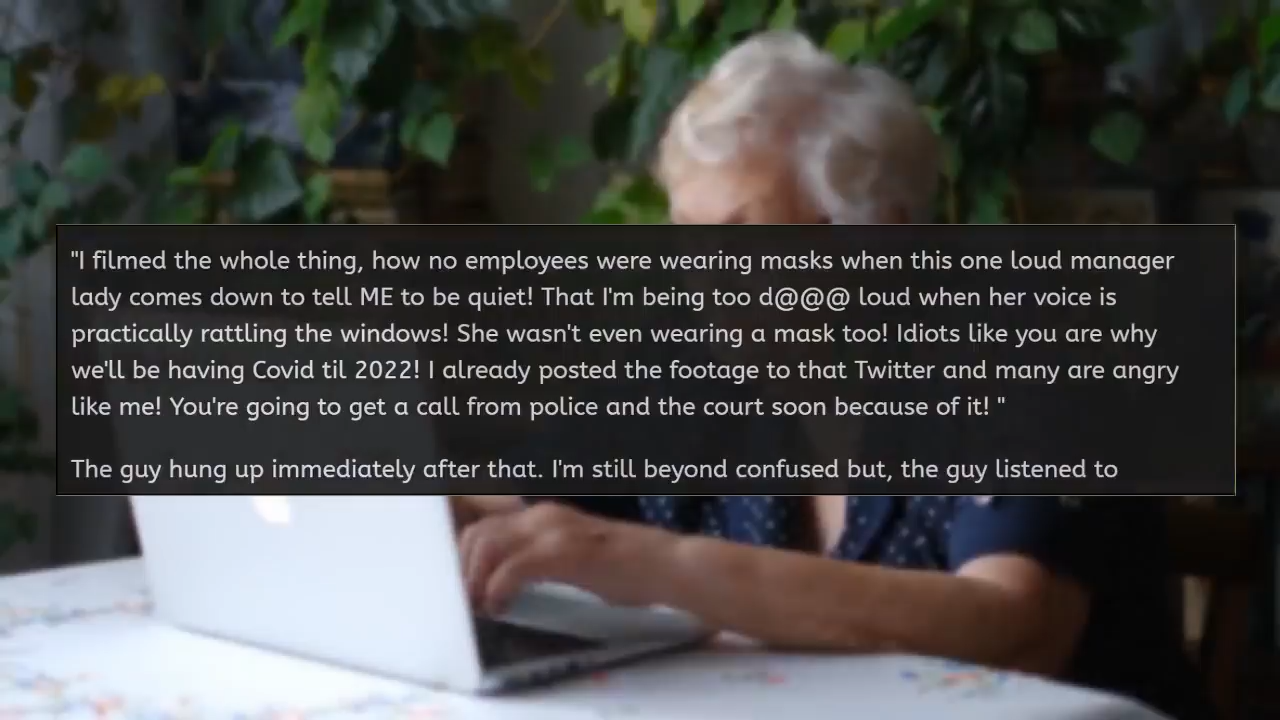 "I filmed the whole thing, how no employees were wearing masks when this one loud manager
lady comes down to tell ME to be quiet! That I'm being too d@@@ loud when her voice is
practically rattling the windows! She wasn't even wearing a mask too! Idiots like you are why
we'll be having Covid til 2022! I already posted the footage to that Twitter and many are angry
like me! You're going to get a call from police and the court soon because of it! "
The guy hung up immediately after that. I'm still beyond confused but, the guy listened to